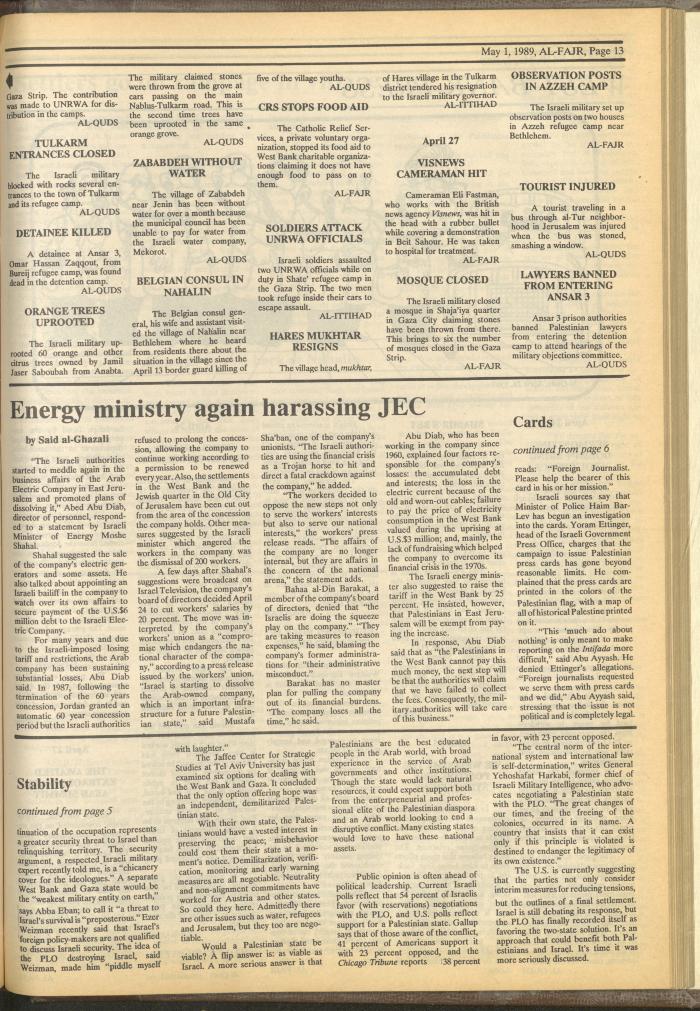 May 1, 1989, AL-FAJR, Page 13
Gaza Strip. The contribution
was made to UNRWA for dis-
tribution in the camps.
AL-QUDS
TULKARM
ENTRANCES CLOSED
The Israeli military
blocked with rocks several en-
trances to the town of Tulkarm
and its refugee camp.
AL-QUDS
DETAINEE KILLED
A detainee at Ansar 3,
Omar Hassan Zaqqout, from
Bureij refugee camp, was found
dead in the detention camp.
AL-QUDS
ORANGE TREES
UPROOTED
The Israeli military up-
rooted 60 orange and other
citrus trees owned by Jamil
Jaser Saboubah from Anabta.
The military claimed stones
were thrown from the grove at
cars passing on the main
Nablus-Tulkarm road. This is
the second time trees have
been uprooted in the same
orange grove.
AL-QUDS
ZABABDEH WITHOUT
WATER
The village of Zababdeh
near Jenin has been without
water for over a month because
the municipal council has been
unable to pay for water from
the Israeli water company,
Mekorot.
AL-QUDS
BELGIAN CONSUL IN
NAHALIN
The Belgian consul gen-
eral, his wife and assistant visit-
ed the village of Nahalin near
Bethlehem where he heard
from residents there about the
situation in the village since the
April 13 border guard killing of
five of the village youths.
AL-QUDS
CRS STOPS FOOD AID
The Catholic Relief Ser-
vices, a private voluntary organ-
ization, stopped its food aid to
West Bank charitable organiza-
tions claiming it does not have
enough food to pass on to
them.
AL-FAJR
SOLDIERS ATTACK
UNRWA OFFICIALS
Israeli soldiers assaulted
two UNRWA officials while on
duty in Shate' refugee camp in
the Gaza Strip. The two men
took refuge inside their cars to
escape assault.
AL-ITTIHAD
HARES MUKHTAR
RESIGNS
The village head, mukhtar,
of Hares village in the Tulkarm
district tendered his resignation
to the Israeli military governor.
AL-ITTIHAD
April 27
VISNEWS
CAMERAMAN HIT
Cameraman Eli Fastman,
who works with the British
news agency Visnews, was hit in
the head with a rubber bullet
while covering a demonstration
in Beit Sahour. He was taken
to hospital for treatment.
AL-FAJR
MOSQUE CLOSED
The Israeli military closed
a mosque in Shaja'iya quarter
in Gaza City claiming stones
have been thrown from there.
This brings to six the number
of mosques closed in the Gaza
Strip.
AL-FAJR
OBSERVATION POSTS
IN AZZEH CAMP
The Israeli military set up
observation posts on two houses
in Azzeh refugee camp near
Bethlehem.
AL-FAJR
TOURIST INJURED
A tourist traveling in a
bus through al-Tur neighbor-
hood in Jerusalem was injured
when the bus was stoned,
smashing a window.
AL-QUDS
LAWYERS BANNED
FROM ENTERING
ANSAR 3
Ansar 3 prison authorities
banned Palestinian lawyers
from entering the detention
camp to attend hearings of the
military objections committee.
AL-QUDS
Energy ministry again harassing JEC
by Said al-Ghazali
"The Israeli authorities
started to meddle again in the
business affairs of the Arab
Electric Company in East Jeru-
salem and promoted plans of
dissolving it," Abed Abu Diab,
director of personnel, respond-
ed to a statement by Israeli
Minister of Energy Moshe
Shahal.
Shahal suggested the sale
of the company's electric gen-
erators and some assets. He
also talked about appointing an
Israeli bailiff in the company to
watch over its own affairs to
secure payment of the U.S.$6
million debt to the Israeli Elec-
tric Company.
For many years and due
to the Israeli-imposed losing
tariff and restrictions, the Arab
company has been sustaining
substantial losses, Abu Diab
said. In 1987, following the
termination of the 60 years
concession, Jordan granted an
automatic 60 year concession
period but the Israeli authorities
refused to prolong the conces-
sion, allowing the company to
continue working according to
a permission to be renewed
every year. Also, the settlements
in the West Bank and the
Jewish quarter in the Old City
of Jerusalem have been cut out
from the area of the concession
the company holds. Other mea-
sures suggested by the Israeli
minister which angered the
workers in the company was
the dismissal of 200 workers.
A few days after Shahal's
suggestions were broadcast on
Israel Television, the company's
board of directors decided April
24 to cut workers' salaries by
20 percent. The move was in-
terpreted by the company's
workers' union as a "compro-
mise which endangers the na-
tional character of the compa-
ny," according to a press release
issued by the workers' union.
"Israel is starting to dissolve
the Arab-owned company,
which is an important infra-
structure for a future Palestin-
ian state," said Mustafa
Sha'ban, one of the company's
unionists. "The Israeli authori-
ties are using the financial crisis
as a Trojan horse to hit and
direct a fatal crackdown against
the company," he added.
"The workers decided to
oppose the new steps not only
to serve the workers' interests
but also to serve our national
interests," the workers' press
release reads. "The affairs of
the company are no longer
internal, but they are affairs in
the concern of the national
arena," the statement adds.
Bahaa al-Din Barakat, a
member of the company's board
of directors, denied that "the
Israelis are doing the squeeze
play on the company." "They
are taking measures to reason
expenses," he said, blaming the
company's former administra-
tions for "their administrative
misconduct."
Barakat has no master
plan for pulling the company
out of its financial burdens.
"The company loses all the
time," he said.
Abu Diab, who has been
working in the company since
1960, explained four factors re-
sponsible for the company's
losses: the accumulated debt
and interests; the loss in the
electric current because of the
old and worn-out cables; failure
to pay the price of electricity
consumption in the West Bank
valued during the uprising at
U.S.$3 million; and, mainly, the
lack of fundraising which helped
the company to overcome its
financial crisis in the 1970s.
The Israeli energy minis-
ter also suggested to raise the
tariff in the West Bank by 25
percent. He insisted, however,
that Palestinians in East Jeru-
salem will be exempt from pay-
ing the increase.
In response, Abu Diab
said that as "the Palestinians in
the West Bank cannot pay this
much money, the next step will
be that the authorities will claim
that we have failed to collect
the fees. Consequently, the mil-
itary authorities will take care
of this business."
Cards
continued from page 6
reads: "Foreign Journalist.
Please help the bearer of this
card in his or her mission."
Israeli sources say that
Minister of Police Haim Bar-
Lev has begun an investigation
into the cards. Yoram Ettinger,
head of the Israeli Government
Press Office, charges that the
campaign to issue Palestinian
press cards has gone beyond
reasonable limits. He com-
plained that the press cards are
printed in the colors of the
Palestinian flag, with a map of
all of historical Palestine printed
on it.
"This 'much ado about
nothing' is only meant to make
reporting on the Intifada more
difficult," said Abu Ayyash. He
denied Ettinger's allegations.
"Foreign journalists requested
we serve them with press cards
and we did," Abu Ayyash said,
stressing that the issue is not
political and is completely legal.
Stability
continued from page 5
tinuation of the occupation represents
a greater security threat to Israel than
relinquishing territory. The security
argument, a respected Israeli military
expert recently told me, is a "chicanery
cover for the ideologues." A separate
West Bank and Gaza state would be
the "weakest military entity on earth,"
says Abba Eban; to call it "a threat to
Israel's survival is "preposterous." Ezer
Weizman recently said that Israel's
foreign policy-makers are not qualified
to discuss Israeli security. The idea of
the PLO destroying Israel, said
Weizman, made him "piddle myself
with laughter."
The Jaffee Center for Strategic
Studies at Tel Aviv University has just
examined six options for dealing with
the West Bank and Gaza. It concluded
that the only option offering hope was
an independent, demilitarized Pales-
tinian state.
With their own state, the Pales-
tinians would have a vested interest in
preserving the peace; misbehavior
could cost them their state at a mo-
ment's notice. Demilitarization, verifi-
cation, monitoring and early warning
measures are all negotiable. Neutrality
and non-alignment commitments have
worked for Austria and other states.
So could they here. Admittedly there
are other issues such as water, refugees
and Jerusalem, but they too are nego-
tiable.
Would a Palestinian state be
viable? A flip answer is: as viable as
Israel. A more serious answer is that
Palestinians are the best educated
people in the Arab world, with broad
experience in the service of Arab
governments and other institutions.
Though the state would lack natural
resources, it could expect support both
from the entrepreneurial and profes-
sional elite of the Palestinian diaspora
and an Arab world looking to end a
disruptive conflict. Many existing states
would love to have these national
assets.
Public opinion is often ahead of
political leadership. Current Israeli
polls reflect that 54 percent of Israelis
favor (with reservations) negotiations
with the PLO, and U.S. polls reflect
support for a Palestinian state. Gallup
says that of those aware of the conflict,
41 percent of Americans support it
with 23 percent opposed, and the
Chicago Tribune reports 38 percent
in favor, with 23 percent opposed.
"The central norm of the inter-
national system and international law
is self-determination," writes General
Yehoshafat Harkabi, former chief of
Israeli Military Intelligence, who advo-
cates negotiating a Palestinian state
with the PLO. "The great changes of
our times, and the freeing of the
colonies, occurred in its name. A
country that insists that it can exist
only if this principle is violated is
destined to endanger the legitimacy of
its own existence."
The U.S. is currently suggesting
that the parties not only consider
interim measures for reducing tensions,
but the outlines of a final settlement.
Israel is still debating its response, but
the PLO has finally recorded itself as
favoring the two-state solution. It's an
approach that could benefit both Pal-
estinians and Israel. It's time it was
more seriously discussed.